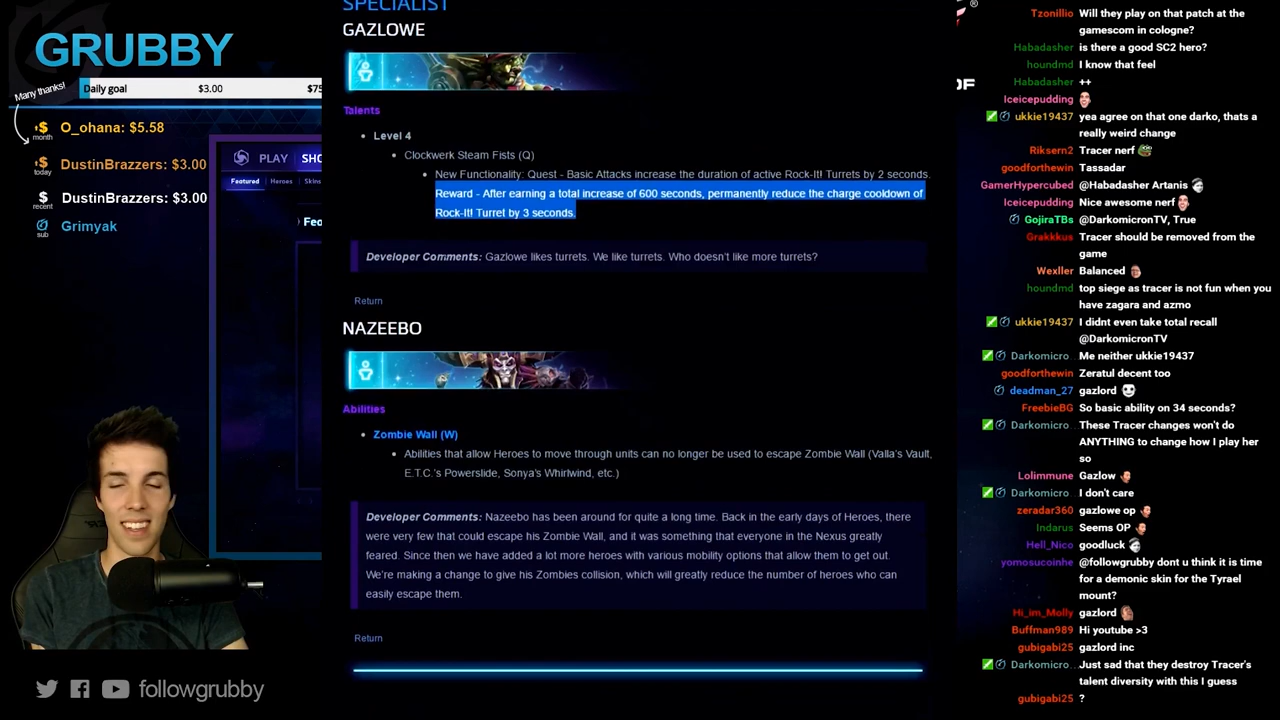 GRUBBY
Many thanks!
Daily goal
$3.00
$75
month
O_ohana: $5.58
today
DustinBrazzers: $3.00
recent
DustinBrazzers: $3.00
sub
Grimyak
PLAY
SHO
Featured
Heroes
Skins
Feo
followgrubby
SPECIALIST
GAZLOWE
Talents
Level 4
Clockwerk Steam Fists (Q)
New Functionality: Quest - Basic Attacks increase the duration of active Rock-It! Turrets by 2 seconds.
Reward - After earning a total increase of 600 seconds, permanently reduce the charge cooldown of
Rock-It! Turret by 3 seconds.
Developer Comments: Gazlowe likes turrets. We like turrets. Who doesn't like more turrets?
Return
NAZEEBO
Abilities
Zombie Wall (W)
Abilities that allow Heroes to move through units can no longer be used to escape Zombie Wall (Valla's Vault,
E.T.C.'s Powerslide, Sonya's Whirlwind, etc.)
Developer Comments: Nazeebo has been around for quite a long time. Back in the early days of Heroes, there
were very few that could escape his Zombie Wall, and it was something that everyone in the Nexus greatly
feared. Since then we have added a lot more heroes with various mobility options that allow them to get out.
We're making a change to give his Zombies collision, which will greatly reduce the number of heroes who can
easily escape them.
Return
®
OF
Tzonillio Will they play on that patch at the
gamescom in cologne?
Habadasher is there a good SC2 hero?
houndmd I know that feel
Habadasher ++
Iceicepudding
ukkie19437 yea agree on that one darko, thats a
really weird change
Riksern2 Tracer nerf
goodforthewin Tassadar
GamerHypercubed @Habadasher Artanis
Iceicepudding Nice awesome nerf
GojiraTBs @DarkomicronTV, True
Grakkkus Tracer should be removed from the
game
Wexller Balanced
houndmd top siege as tracer is not fun when you
have zagara and azmo
ukkie19437 I didnt even take total recall
@DarkomicronTV
Darkomicro... Me neither ukkie19437
goodforthewin Zeratul decent too
deadman_27 gazlord
FreebieBG So basic ability on 34 seconds?
Darkomicro... These Tracer changes won't do
ANYTHING to change how I play her
so
Lolimmune Gazlow
Darkomicro... I don't care
zeradar360 gazlowe op
Indarus Seems OP
Hell_Nico goodluck
yomosucoinhe @followgrubby dont u think it is time
for a demonic skin for the Tyrael
mount?
Hi_im_Molly gazlord
Buffman989 Hi youtube >3
gubigabi25 gazlord inc
Darkomicro... Just sad that they destroy Tracer's
talent diversity with this I guess
gubigabi25 ?